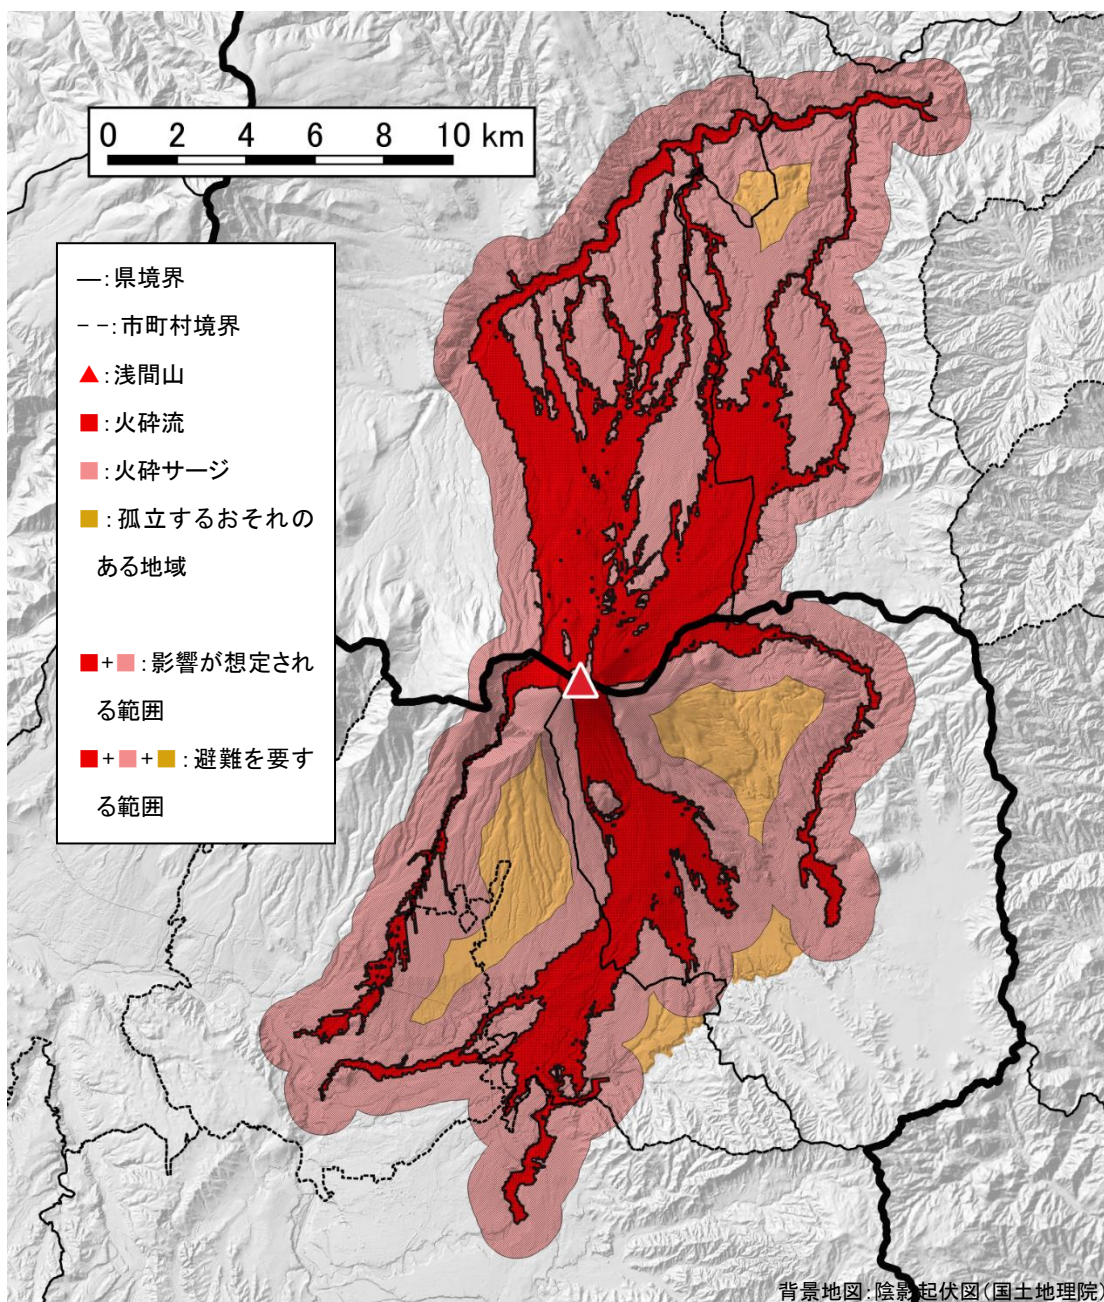 0 2 4 6 8 10 km
―:県境界
--:市町村境界
▲:浅間山
■:火砕流
■:火砕サージ
■:孤立するおそれの
ある地域
■+■:影響が想定され
る範囲
■+■+■:避難を要す
る範囲
背景地図:陰影起伏図(国土地理院)